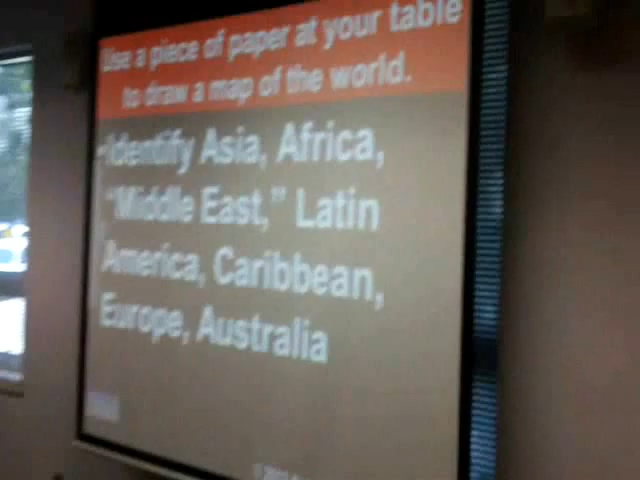 Use a piece of paper at your table
to draw a map of the world.
Identify Asia, Africa,
"Middle East," Latin
America, Caribbean,
Europe, Australia